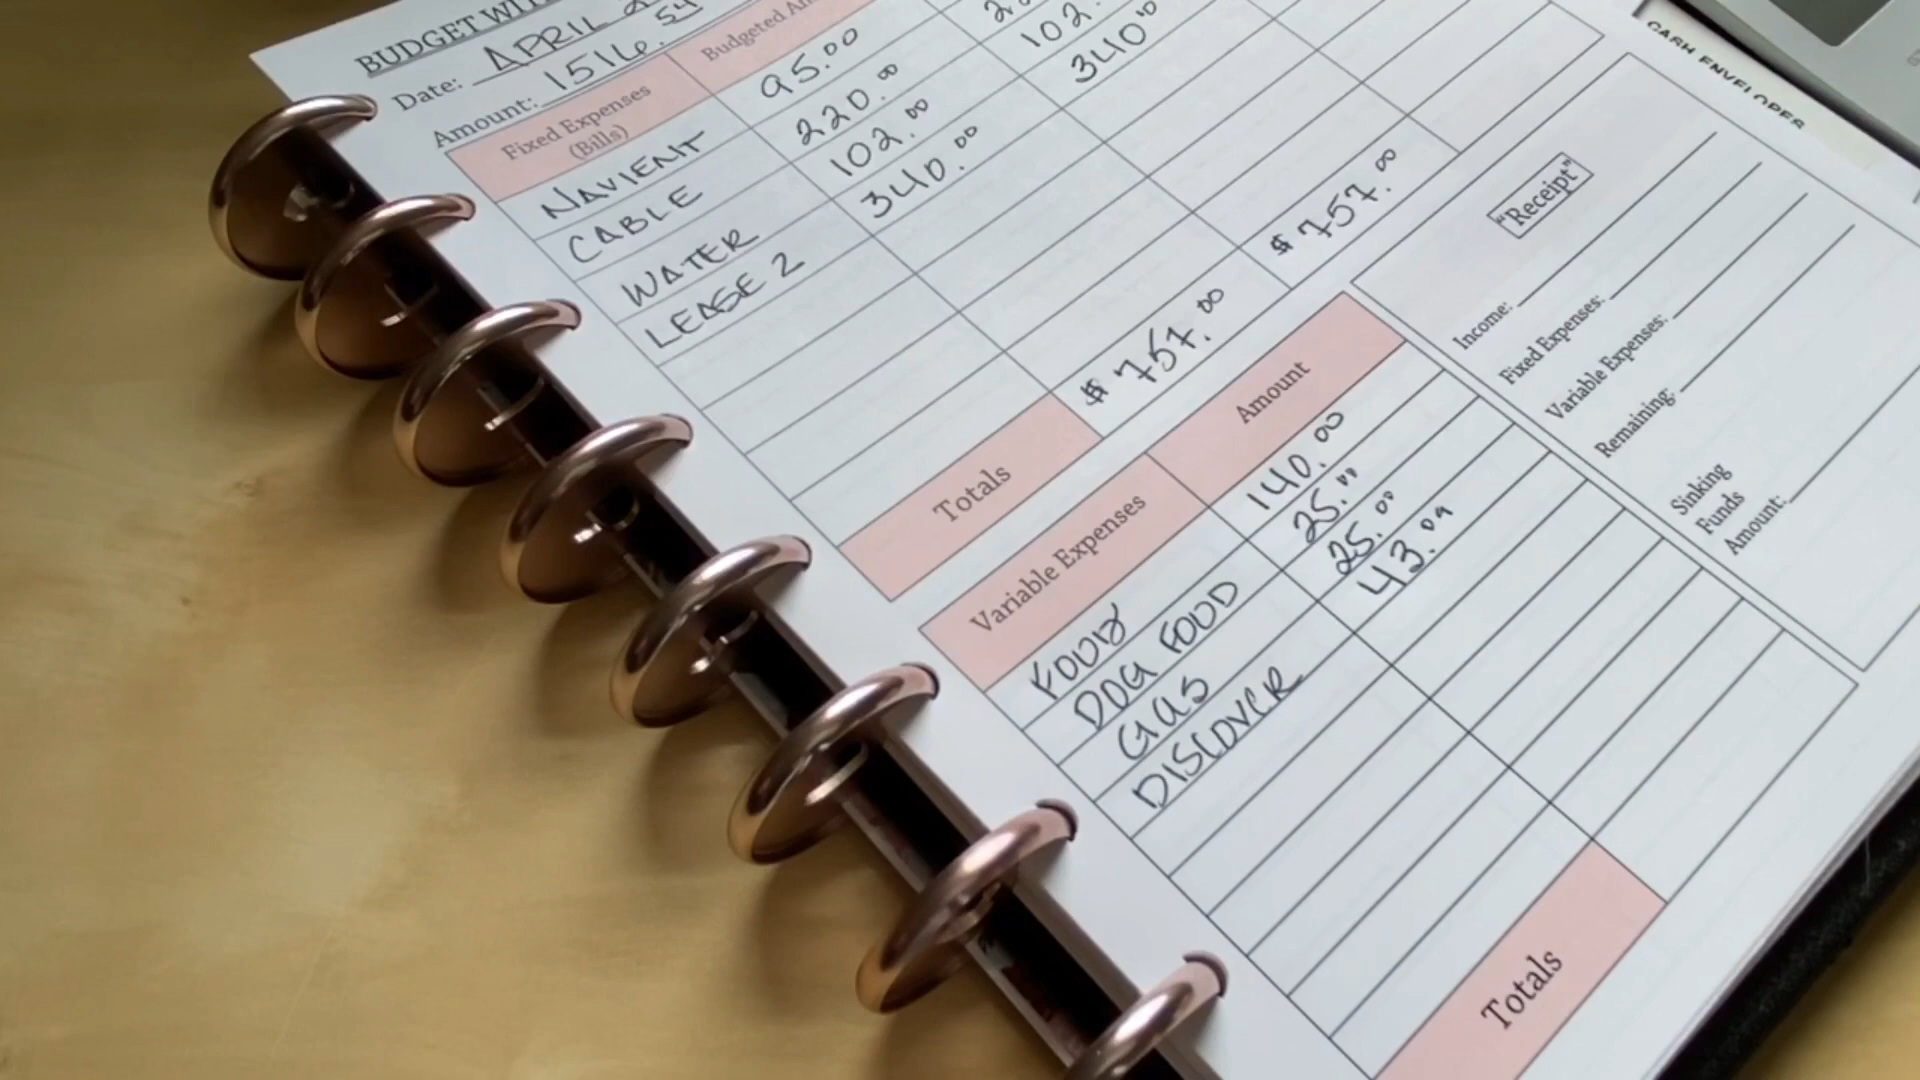 BUDGET WIT
Date: APRIL
Amount: 1516.54
Fixed Expenses (Bills) Budgeted Am
NAVIENT 95.00
CABLE 220.00
WATER 102.00 102.
LEASE 2 340.00 340.00
Totals $757.00 $757.00
Variable Expenses Amount
FOOD 140.00
DOG FOOD 25.00
GAS 25.00
DISCOVER 43.09
Totals
"Receipt"
Income:
Fixed Expenses:
Variable Expenses:
Remaining:
Sinking
Funds
Amount:
CASH ENVELOPES